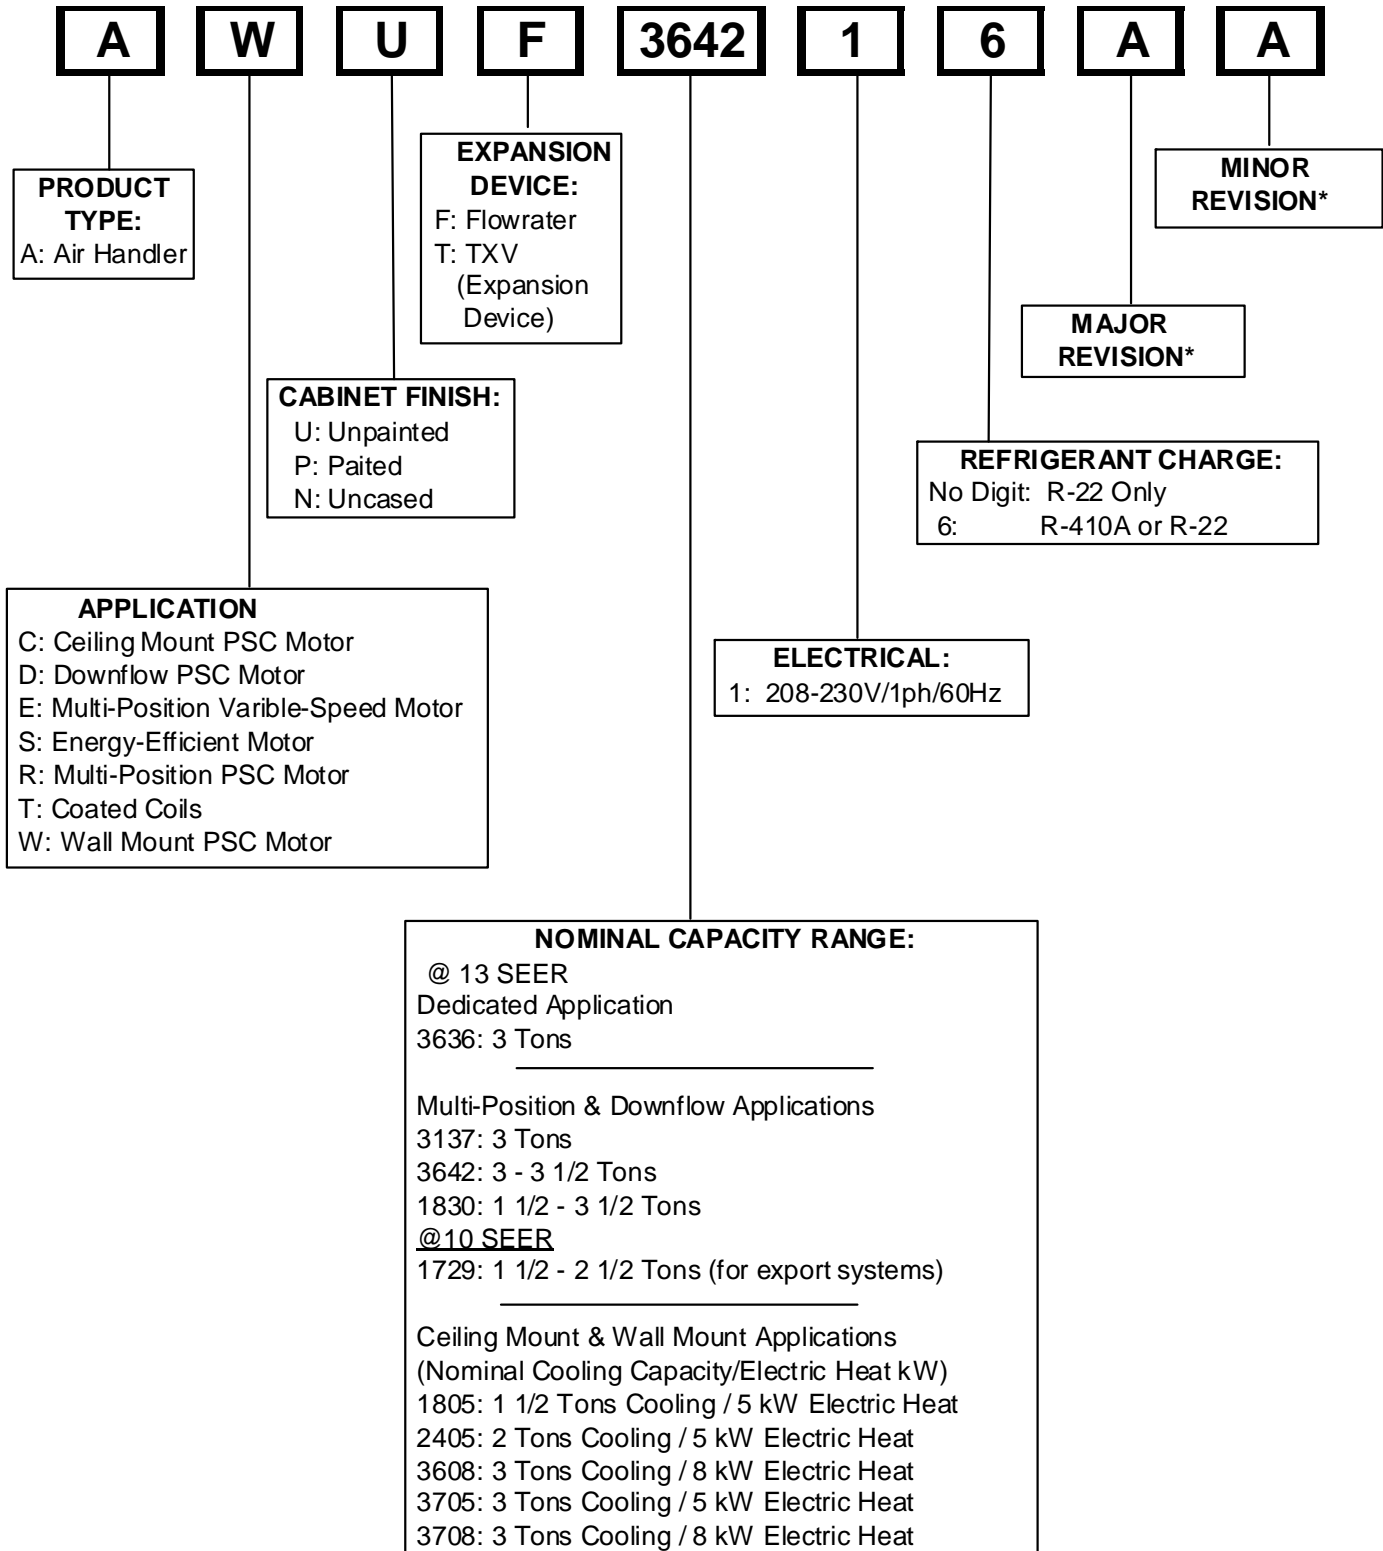 A W U F 3642 1 6 A A
PRODUCT
TYPE:
A: Air Handler
EXPANSION
DEVICE:
F: Flowrater
T: TXV
(Expansion
Device)
MINOR
REVISION*
MAJOR
REVISION*
CABINET FINISH:
U: Unpainted
P: Paited
N: Uncased
REFRIGERANT CHARGE:
No Digit: R-22 Only
6: R-410A or R-22
APPLICATION
C: Ceiling Mount PSC Motor
D: Downflow PSC Motor
E: Multi-Position Varible-Speed Motor
S: Energy-Efficient Motor
R: Multi-Position PSC Motor
T: Coated Coils
W: Wall Mount PSC Motor
ELECTRICAL:
1: 208-230V/1ph/60Hz
NOMINAL CAPACITY RANGE:
@ 13 SEER
Dedicated Application
3636: 3 Tons
Multi-Position & Downflow Applications
3137: 3 Tons
3642: 3 - 3 1/2 Tons
1830: 1 1/2 - 3 1/2 Tons
@10 SEER
1729: 1 1/2 - 2 1/2 Tons (for export systems)
Ceiling Mount & Wall Mount Applications
(Nominal Cooling Capacity/Electric Heat kW)
1805: 1 1/2 Tons Cooling / 5 kW Electric Heat
2405: 2 Tons Cooling / 5 kW Electric Heat
3608: 3 Tons Cooling / 8 kW Electric Heat
3705: 3 Tons Cooling / 5 kW Electric Heat
3708: 3 Tons Cooling / 8 kW Electric Heat